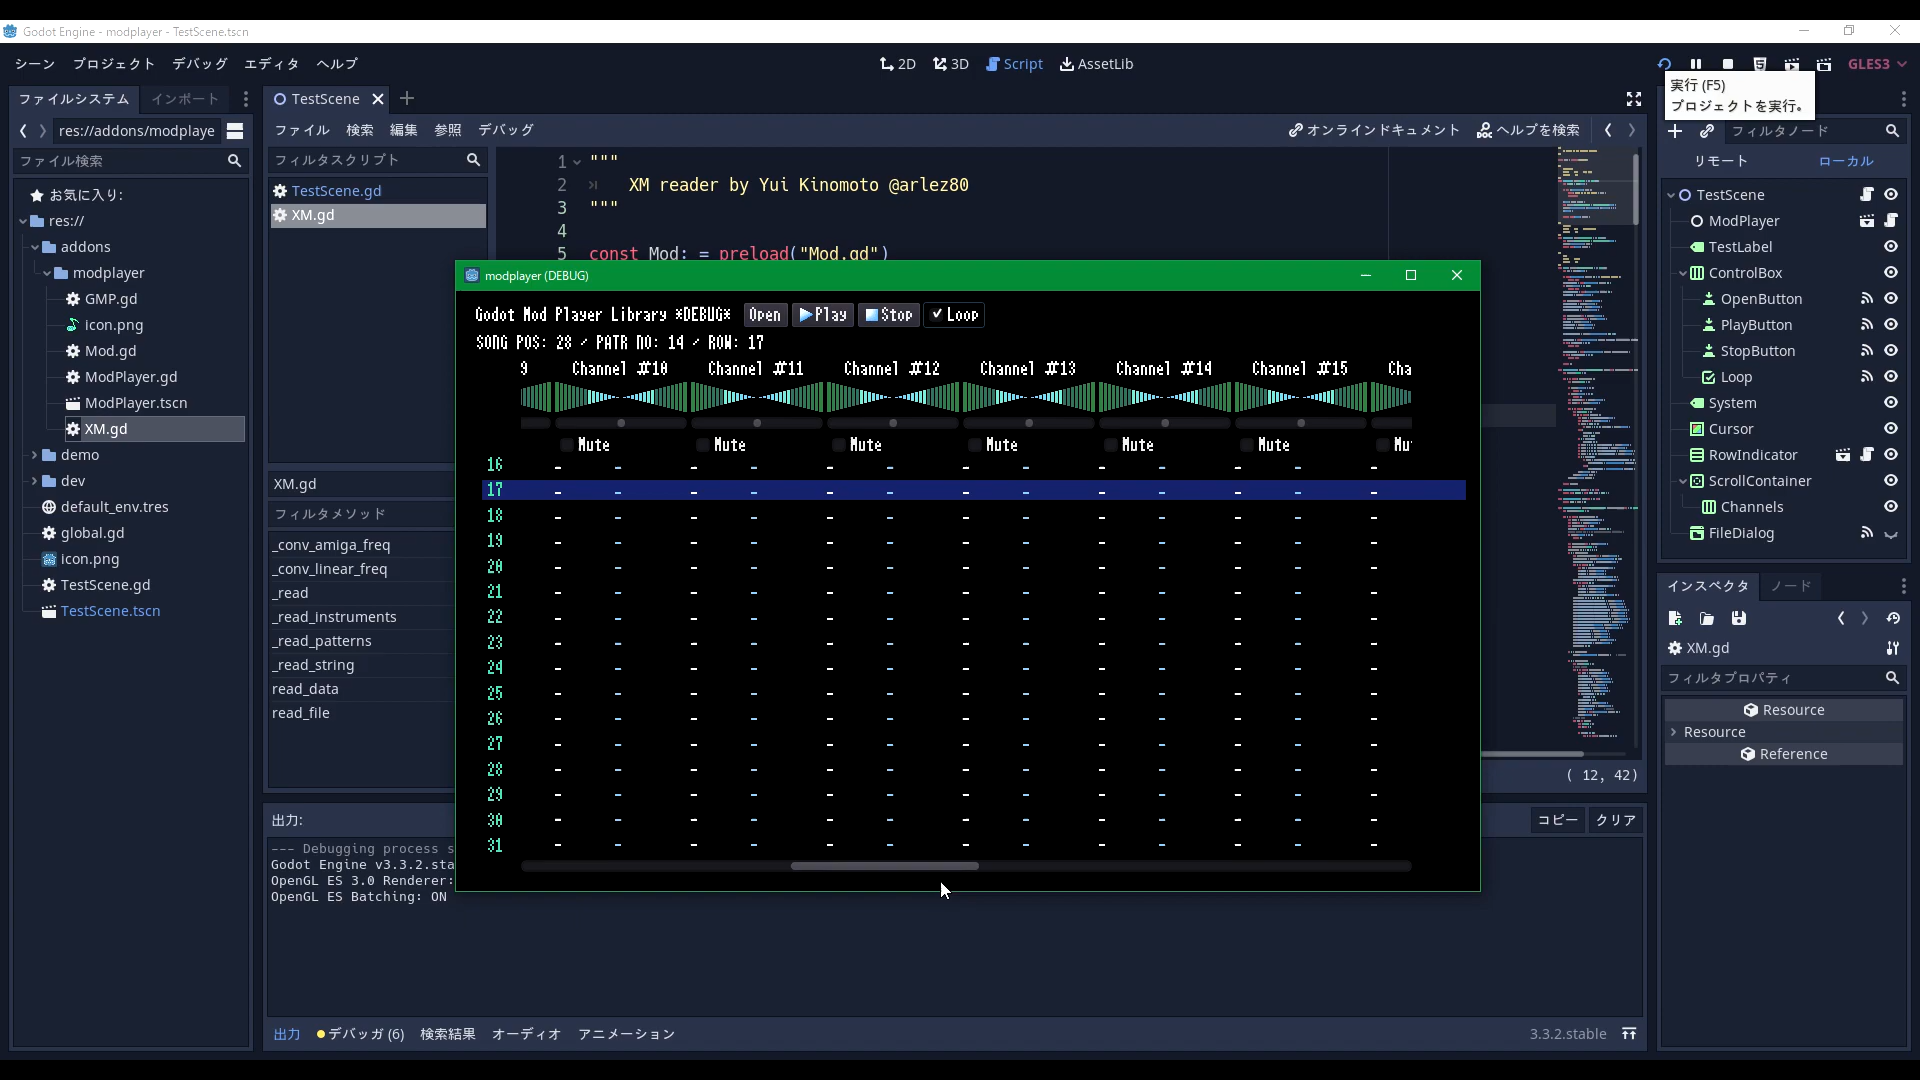 Godot Engine - modplayer - TestScene.tscn
シーン プロジェクト デバッグ エディタ ヘルプ
2D 3D Script AssetLib
GLES3
実行 (F5)
プロジェクトを実行。
ファイルシステム インポート
res://addons/modplaye
ファイル検索
お気に入り:
res://
addons
modplayer
GMP.gd
icon.png
Mod.gd
ModPlayer.gd
ModPlayer.tscn
XM.gd
demo
dev
default_env.tres
global.gd
icon.png
TestScene.gd
TestScene.tscn
TestScene
ファイル 検索 編集 参照 デバッグ
オンラインドキュメント ヘルプを検索
フィルタスクリプト
TestScene.gd
XM.gd
XM.gd
フィルタメソッド
_conv_amiga_freq
_conv_linear_freq
_read
_read_instruments
_read_patterns
_read_string
read_data
read_file
1 """
2 XM reader by Yui Kinomoto @arlez80
3 """
4
5 const Mod: = preload("Mod.gd")
( 12, 42)
modplayer (DEBUG)
Godot Mod Player Library *DEBUG* Open Play Stop Loop
SONG POS: 28 / PATR NO: 14 / ROW: 17
9 Channel #10 Channel #11 Channel #12 Channel #13 Channel #14 Channel #15 Cha
Mute Mute Mute Mute Mute Mute Mu
16 - - - - - - - - - - - - -
17 - - - - - - - - - - - - -
18 - - - - - - - - - - - - -
19 - - - - - - - - - - - - -
20 - - - - - - - - - - - - -
21 - - - - - - - - - - - - -
22 - - - - - - - - - - - - -
23 - - - - - - - - - - - - -
24 - - - - - - - - - - - - -
25 - - - - - - - - - - - - -
26 - - - - - - - - - - - - -
27 - - - - - - - - - - - - -
28 - - - - - - - - - - - - -
29 - - - - - - - - - - - - -
30 - - - - - - - - - - - - -
31 - - - - - - - - - - - - -
出力:
コピー クリア
--- Debugging process s
Godot Engine v3.3.2.sta
OpenGL ES 3.0 Renderer:
OpenGL ES Batching: ON
出力 デバッガ (6) 検索結果 オーディオ アニメーション
3.3.2.stable
フィルタノード
リモート ローカル
TestScene
ModPlayer
TestLabel
ControlBox
OpenButton
PlayButton
StopButton
Loop
System
Cursor
RowIndicator
ScrollContainer
Channels
FileDialog
インスペクタ ノード
XM.gd
フィルタプロパティ
Resource
Resource
Reference